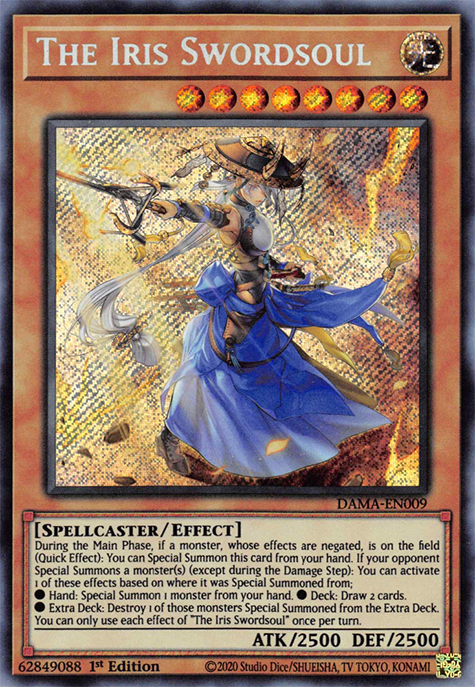 THE IRIS SWORDSOUL
DAMA-EN009
[SPELLCASTER/EFFECT]
During the Main Phase, if a monster, whose effects are negated, is on the field
(Quick Effect): You can Special Summon this card from your hand. If your opponent
Special Summons a monster(s) (except during the Damage Step): You can activate
1 of these effects based on where it was Special Summoned from;
● Hand: Special Summon 1 monster from your hand. ● Deck: Draw 2 cards.
● Extra Deck: Destroy 1 of those monsters Special Summoned from the Extra Deck.
You can only use each effect of "The Iris Swordsoul" once per turn.
ATK/2500 DEF/2500
62849088 1st Edition ©2020 Studio Dice/SHUEISHA, TV TOKYO, KONAMI